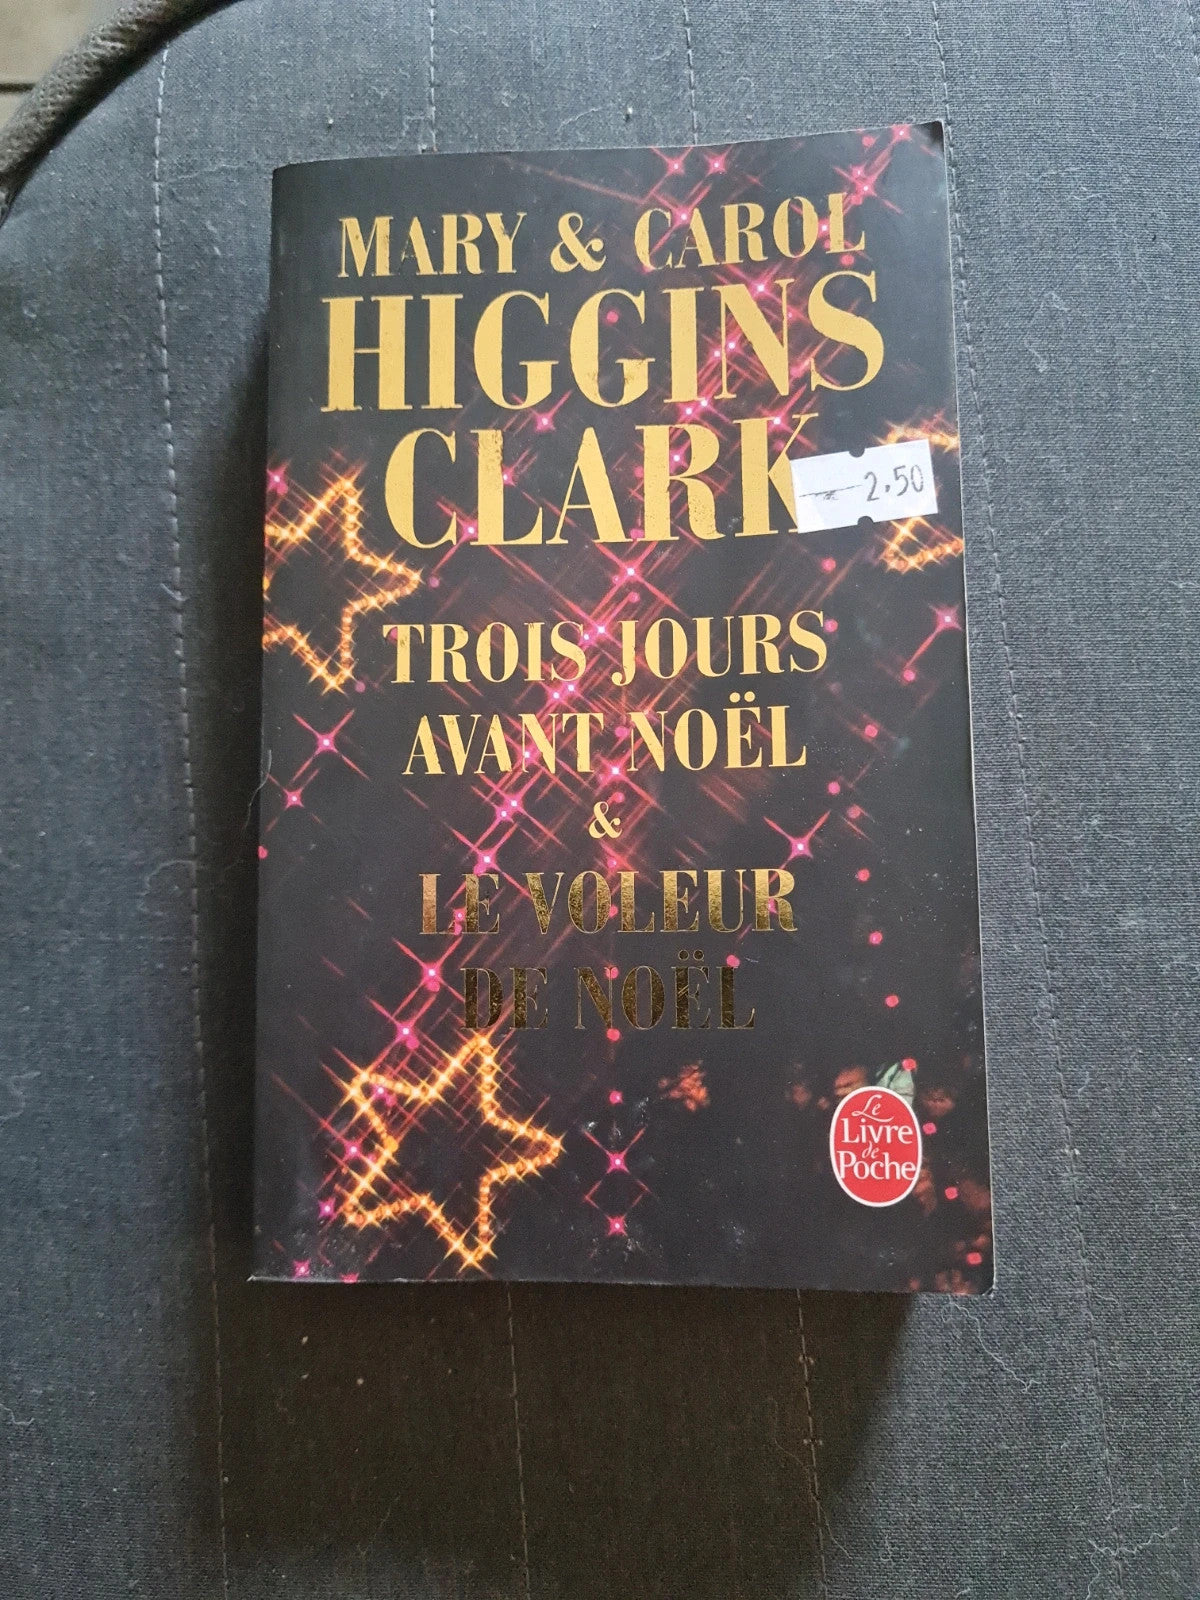 MARY & CAROL
HIGGINS
CLARK
2.50
TROIS JOURS
AVANT NOËL
&
LE VOLEUR
DE NOËL
Le
Livre
de
Poche